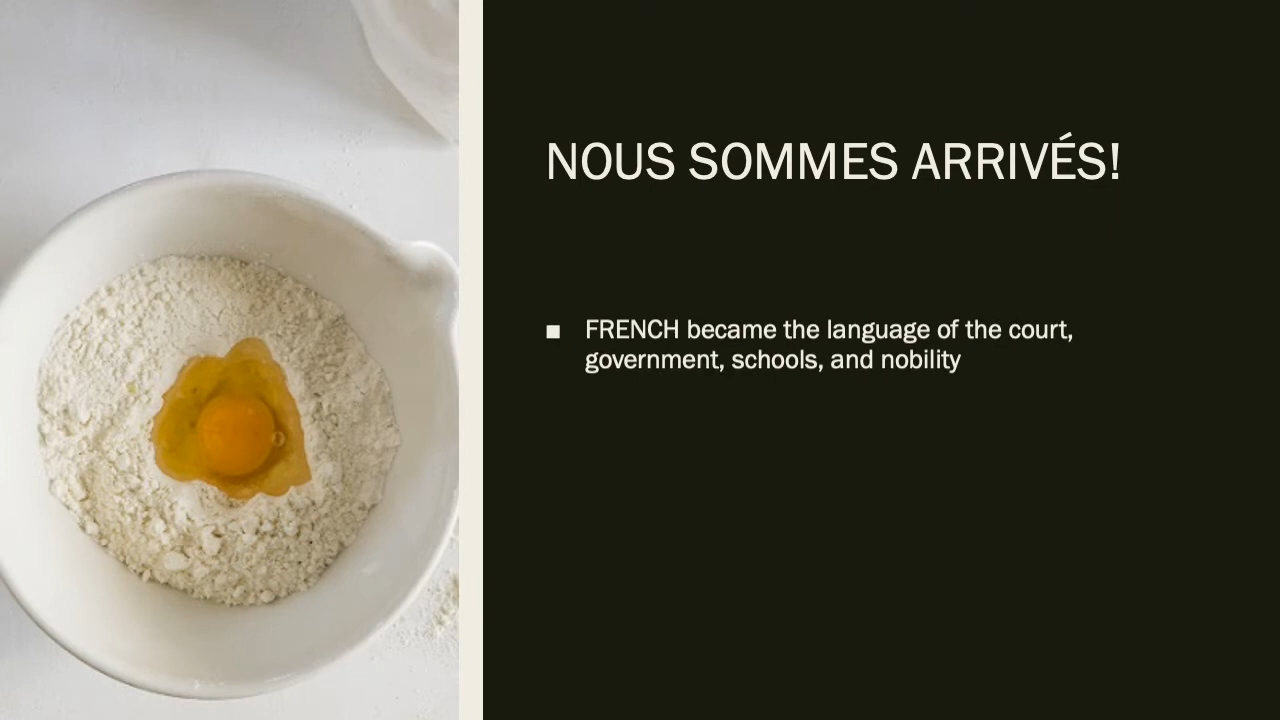 NOUS SOMMES ARRIVÉS!
■ FRENCH became the language of the court,
government, schools, and nobility